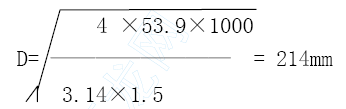 4 ×53.9×1000
D=√ = 214mm
3.14×1.5